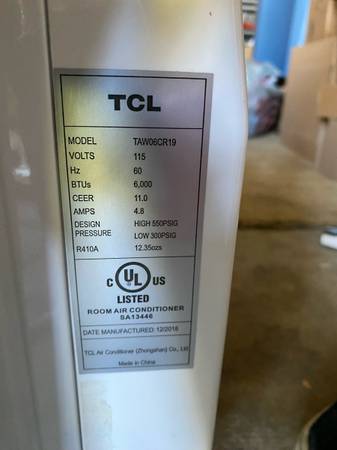 TCL
MODEL TAW06CR19
VOLTS 115
Hz 60
BTUs 6,000
CEER 11.0
AMPS 4.8
DESIGN PRESSURE HIGH 550PSIG
LOW 300PSIG
R410A 12.35ozs
C UL US
LISTED
ROOM AIR CONDITIONER
SA13446
DATE MANUFACTURED: 12/2018
TCL Air Conditioner (Zhongshan) Co., Ltd
Made in China